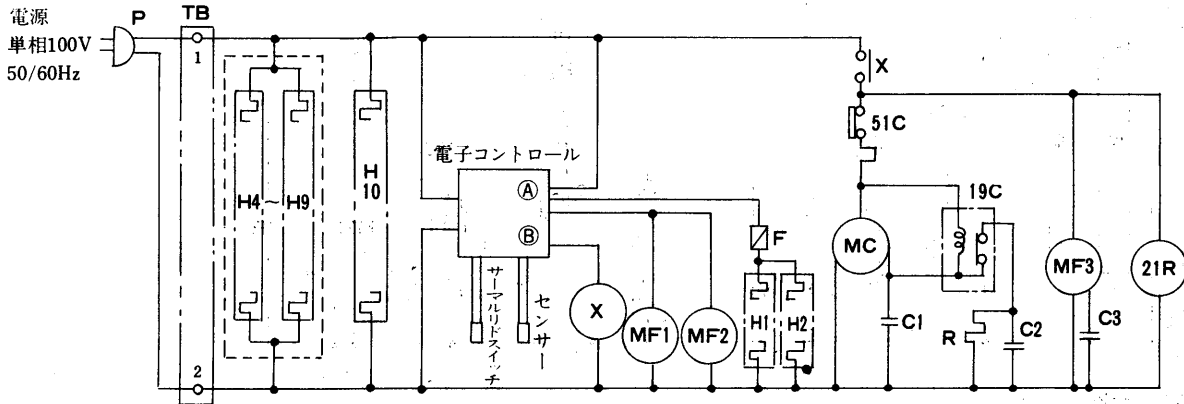 電源
単相100V
50/60Hz
P
TB
1
2
H4～H9
H
10
電子コントロール
Ⓐ
Ⓑ
サーマルリドスイッチ
センサー
X
MF1
MF2
F
H1
H2
X
51C
MC
19C
C1
R
C2
MF3
C3
21R